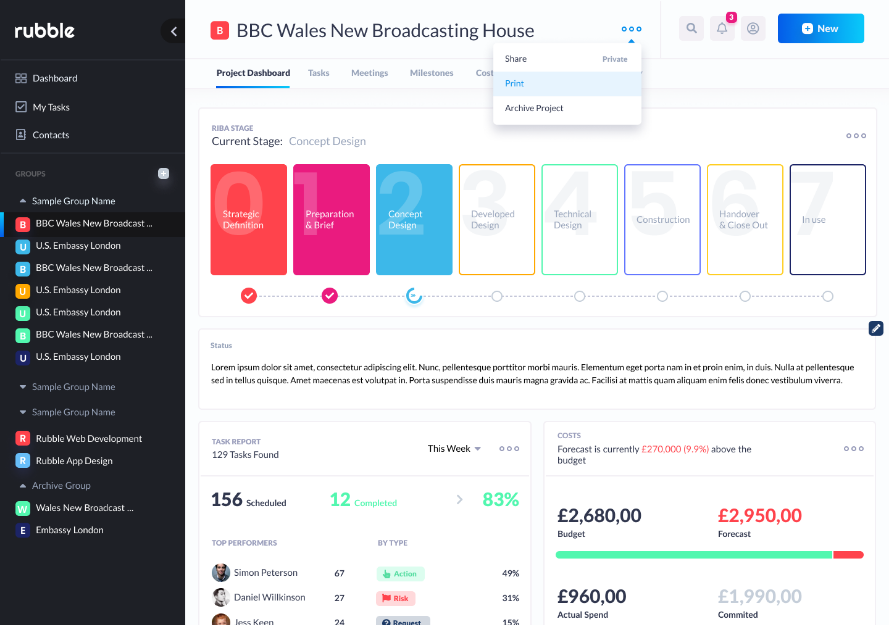 rubble
Dashboard
My Tasks
Contacts
GROUPS
Sample Group Name
B BBC Wales New Broadcast ...
U U.S. Embassy London
B BBC Wales New Broadcast ...
U U.S. Embassy London
U U.S. Embassy London
B BBC Wales New Broadcast ...
U U.S. Embassy London
Sample Group Name
Sample Group Name
R Rubble Web Development
R Rubble App Design
Archive Group
W Wales New Broadcast ...
E Embassy London
B BBC Wales New Broadcasting House
3
New
Share Private
Print
Archive Project
Project Dashboard Tasks Meetings Milestones
RIBA STAGE
Current Stage: Concept Design
0 1 2 3 4 5 6 7
Strategic Definition
Preparation & Brief
Concept Design
Developed Design
Technical Design
Construction
Handover & Close Out
In use
Status
Lorem ipsum dolor sit amet, consectetur adipiscing elit. Nunc, pellentesque porttitor morbi mauris. Elementum eget porta nam in et proin enim, in duis. Nulla at pellentesque
sed in tellus quisque. Amet maecenas est volutpat in. Porta suspendisse duis mauris magna gravida ac. Facilisi at mattis quam aliquam enim felis donec vestibulum viverra.
TASK REPORT
129 Tasks Found
This Week
156 Scheduled 12 Completed 83%
TOP PERFORMERS BY TYPE
Simon Peterson 67 Action 49%
Daniel Willkinson 27 Risk 31%
Jess Keen 24 Request 15%
COSTS
Forecast is currently £270,000 (9.9%) above the
budget
£2,680,00 £2,950,00
Budget Forecast
£960,00 £1,990,00
Actual Spend Commited